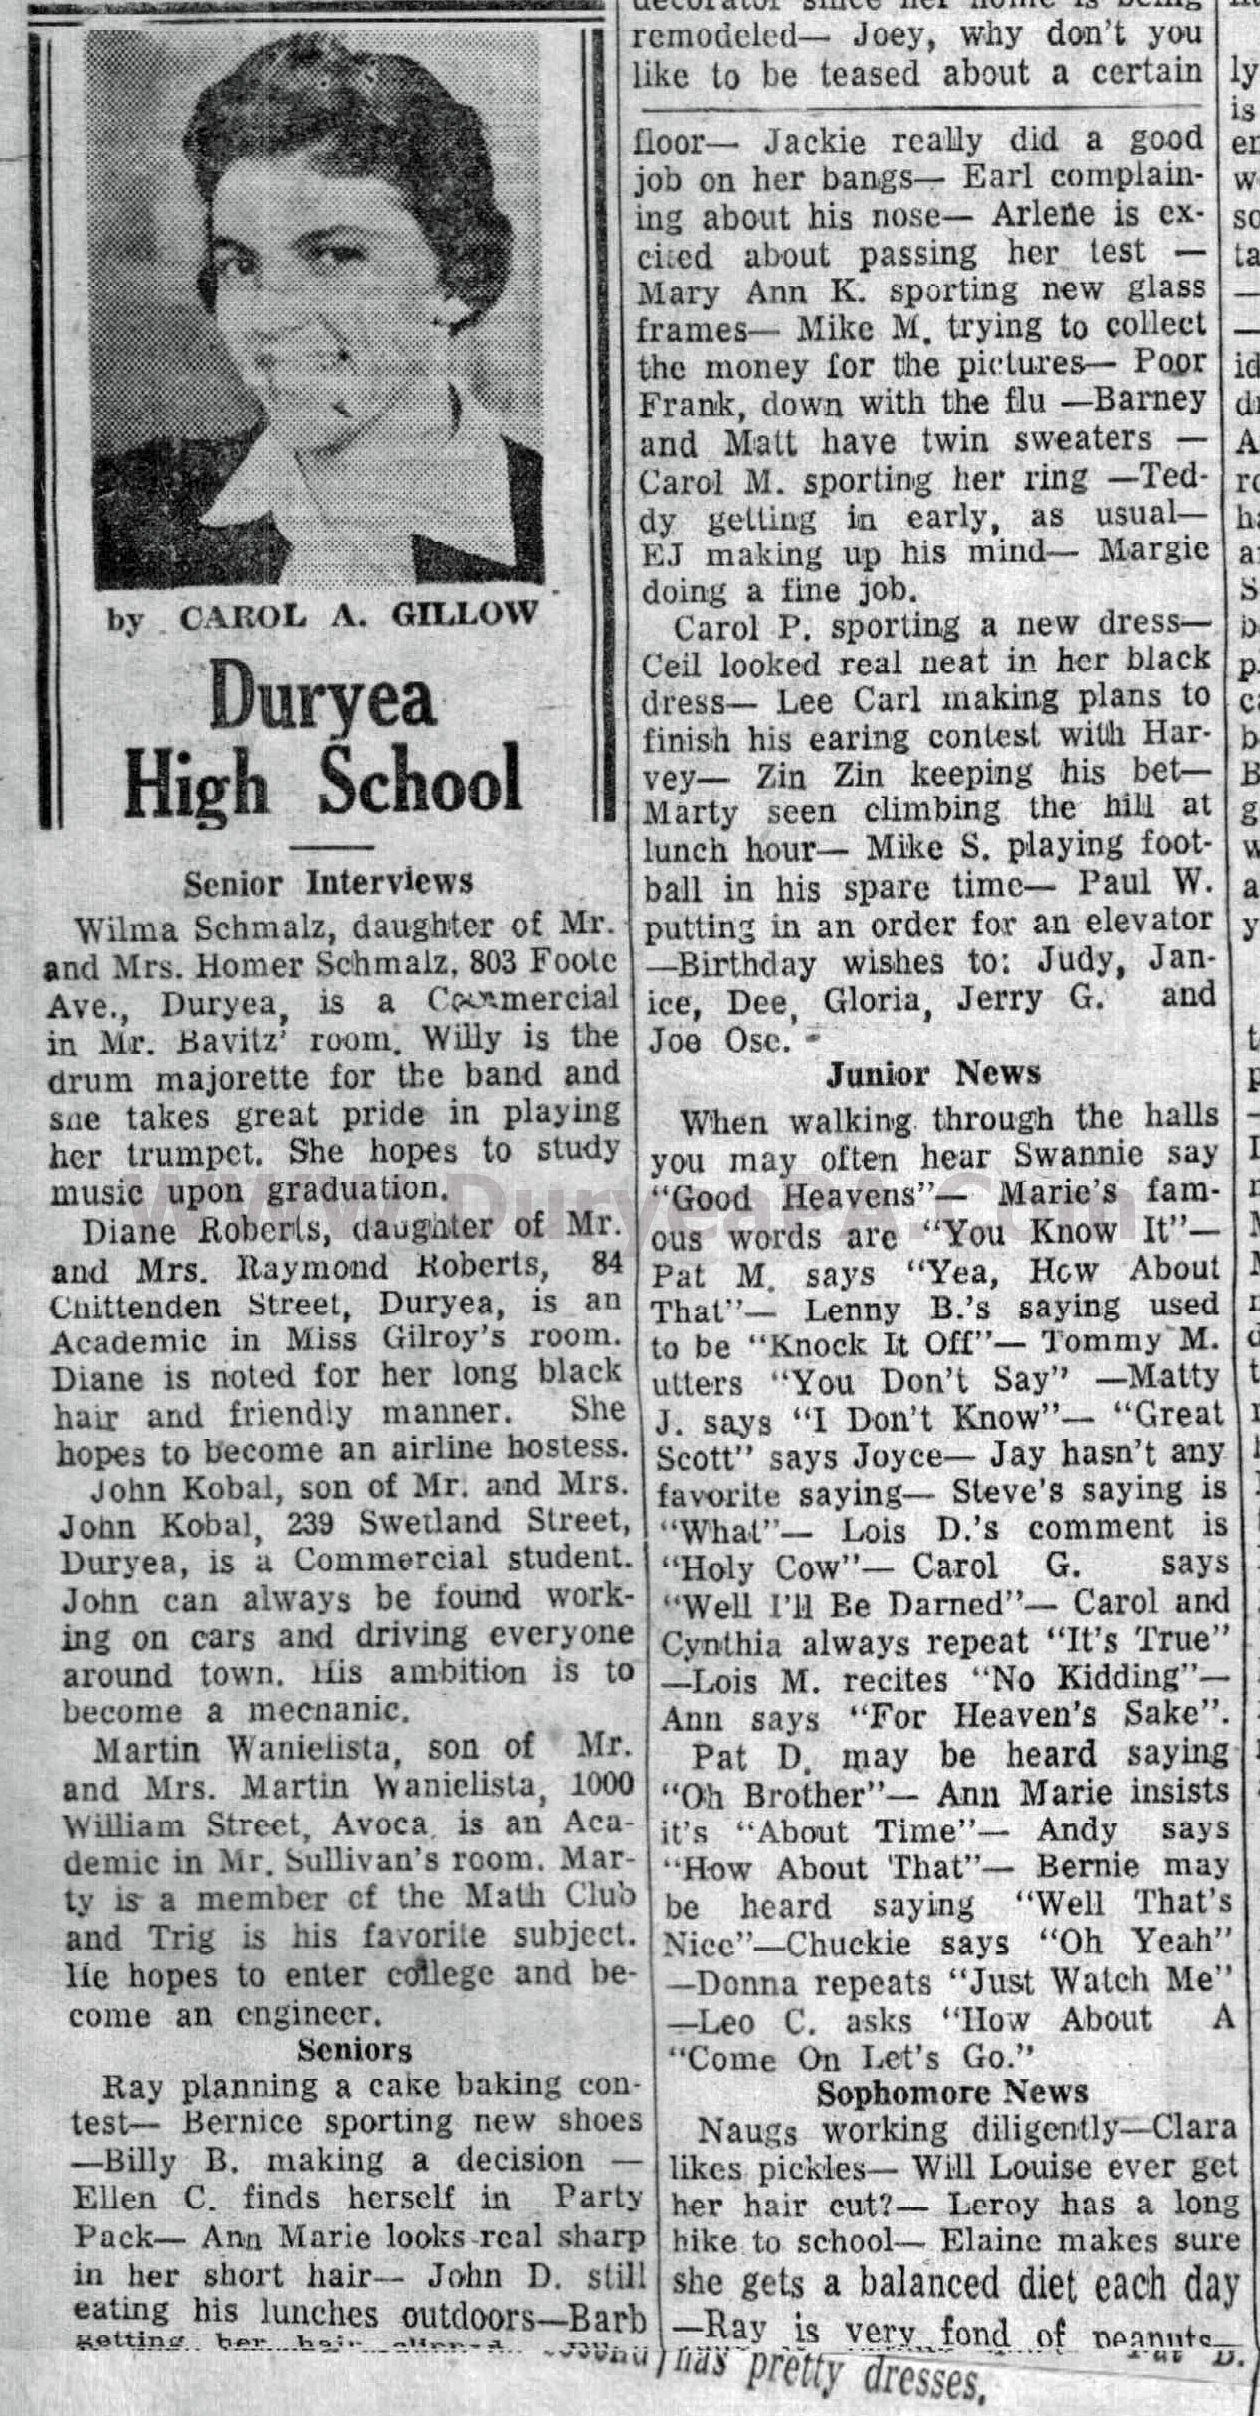 by CAROL A. GILLOW
Duryea
High School
Senior Interviews
Wilma Schmalz, daughter of Mr.
and Mrs. Homer Schmalz, 803 Foote
Ave., Duryea, is a Commercial
in Mr. Bavitz' room. Willy is the
drum majorette for the band and
she takes great pride in playing
her trumpet. She hopes to study
music upon graduation.
Diane Roberts, daughter of Mr.
and Mrs. Raymond Roberts, 84
Chittenden Street, Duryea, is an
Academic in Miss Gilroy's room.
Diane is noted for her long black
hair and friendly manner. She
hopes to become an airline hostess.
John Kobal, son of Mr. and Mrs.
John Kobal, 239 Swetland Street,
Duryea, is a Commercial student.
John can always be found work-
ing on cars and driving everyone
around town. His ambition is to
become a mechanic.
Martin Wanielista, son of Mr.
and Mrs. Martin Wanielista, 1000
William Street, Avoca, is an Aca-
demic in Mr. Sullivan's room. Mar-
ty is a member of the Math Club
and Trig is his favorite subject.
He hopes to enter college and be-
come an engineer.
Seniors
Ray planning a cake baking con-
test— Bernice sporting new shoes
—Billy B. making a decision —
Ellen C. finds herself in Party
Pack— Ann Marie looks real sharp
in her short hair— John D. still
eating his lunches outdoors—Barb
getting her hair
decorator since her home is being
remodeled— Joey, why don't you
like to be teased about a certain
floor— Jackie really did a good
job on her bangs— Earl complain-
ing about his nose— Arlene is ex-
cited about passing her test —
Mary Ann K. sporting new glass
frames— Mike M. trying to collect
the money for the pictures— Poor
Frank, down with the flu —Barney
and Matt have twin sweaters —
Carol M. sporting her ring —Ted-
dy getting in early, as usual—
EJ making up his mind— Margie
doing a fine job.
Carol P. sporting a new dress—
Ceil looked real neat in her black
dress— Lee Carl making plans to
finish his earing contest with Har-
vey— Zin Zin keeping his bet—
Marty seen climbing the hill at
lunch hour— Mike S. playing foot-
ball in his spare time— Paul W.
putting in an order for an elevator
—Birthday wishes to: Judy, Jan-
ice, Dee, Gloria, Jerry G. and
Joe Osc.
Junior News
When walking through the halls
you may often hear Swannie say
"Good Heavens"— Marie's fam-
ous words are "You Know It"—
Pat M. says "Yea, How About
That"— Lenny B.'s saying used
to be "Knock It Off"— Tommy M.
utters "You Don't Say" —Matty
J. says "I Don't Know"— "Great
Scott" says Joyce— Jay hasn't any
favorite saying— Steve's saying is
"What"— Lois D.'s comment is
"Holy Cow"— Carol G. says
"Well I'll Be Darned"— Carol and
Cynthia always repeat "It's True"
—Lois M. recites "No Kidding"—
Ann says "For Heaven's Sake".
Pat D. may be heard saying
"Oh Brother"— Ann Marie insists
it's "About Time"— Andy says
"How About That"— Bernie may
be heard saying "Well That's
Nice"—Chuckie says "Oh Yeah"
—Donna repeats "Just Watch Me"
—Leo C. asks "How About A
"Come On Let's Go."
Sophomore News
Naugs working diligently—Clara
likes pickles— Will Louise ever get
her hair cut?— Leroy has a long
hike to school— Elaine makes sure
she gets a balanced diet each day
—Ray is very fond of peanuts—
Pat D.
has pretty dresses.
www.DuryeaPA.com